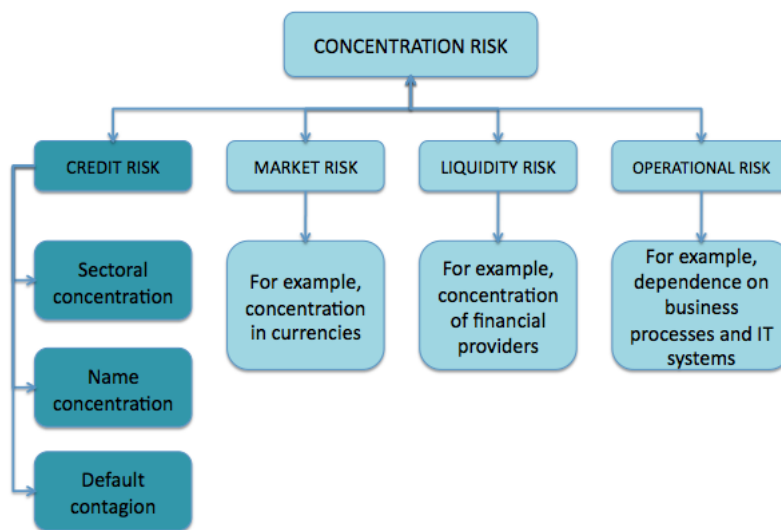 CONCENTRATION RISK
CREDIT RISK
MARKET RISK
LIQUIDITY RISK
OPERATIONAL RISK
Sectoral
concentration
Name
concentration
Default
contagion
For example,
concentration
in currencies
For example,
concentration
of financial
providers
For example,
dependence on
business
processes and IT
systems